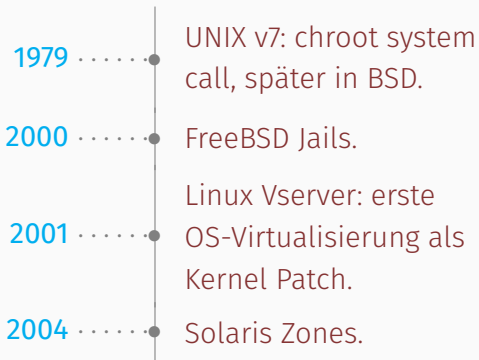 1979 UNIX v7: chroot system
call, später in BSD.
2000 FreeBSD Jails.
Linux Vserver: erste
2001 OS-Virtualisierung als
Kernel Patch.
2004 Solaris Zones.